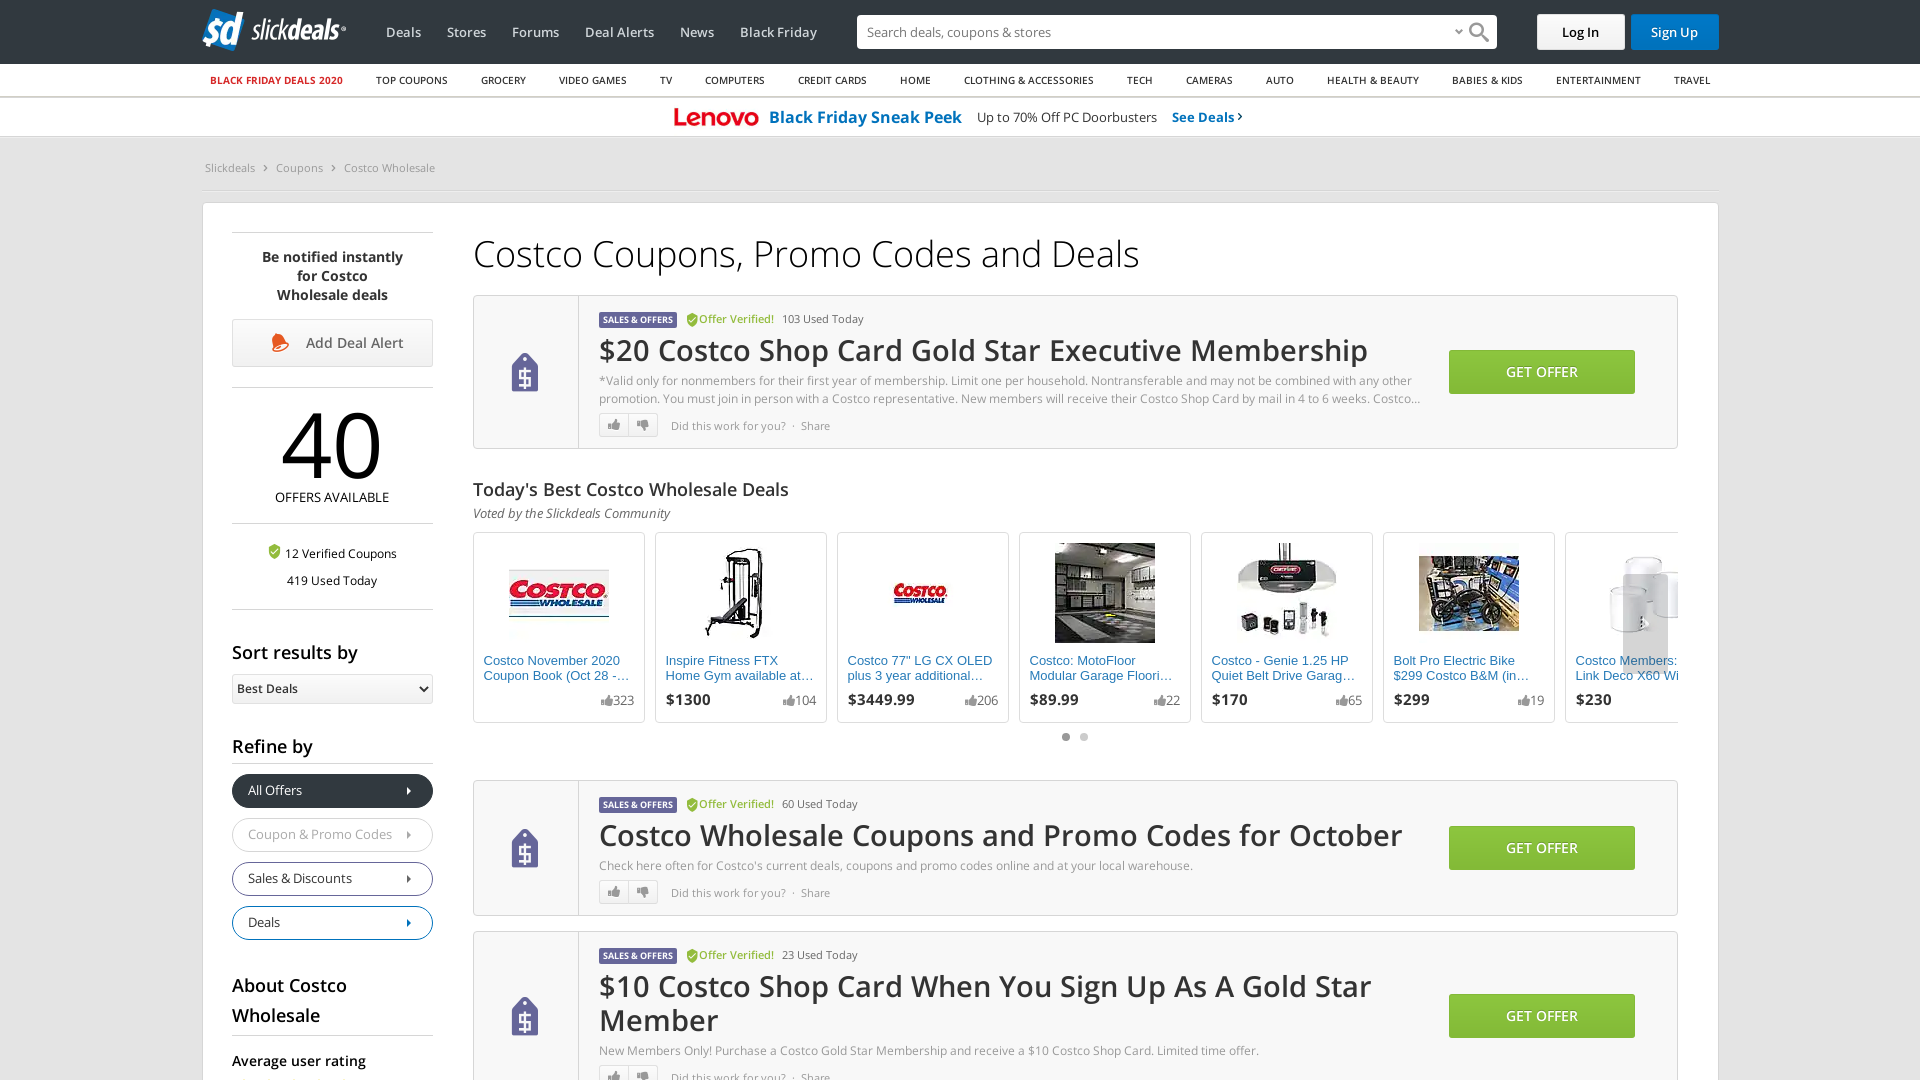 sd slickdeals
Deals
Stores
Forums
Deal Alerts
News
Black Friday
Search deals, coupons & stores
Log In
Sign Up
BLACK FRIDAY DEALS 2020
TOP COUPONS
GROCERY
VIDEO GAMES
TV
COMPUTERS
CREDIT CARDS
HOME
CLOTHING & ACCESSORIES
TECH
CAMERAS
AUTO
HEALTH & BEAUTY
BABIES & KIDS
ENTERTAINMENT
TRAVEL
Lenovo Black Friday Sneak Peek Up to 70% Off PC Doorbusters See Deals
Slickdeals > Coupons > Costco Wholesale
Be notified instantly
for Costco
Wholesale deals
Add Deal Alert
40
OFFERS AVAILABLE
12 Verified Coupons
419 Used Today
Sort results by
Best Deals
Refine by
All Offers
Coupon & Promo Codes
Sales & Discounts
Deals
About Costco
Wholesale
Average user rating
Costco Coupons, Promo Codes and Deals
SALES & OFFERS Offer Verified! 103 Used Today
$20 Costco Shop Card Gold Star Executive Membership
*Valid only for nonmembers for their first year of membership. Limit one per household. Nontransferable and may not be combined with any other
promotion. You must join in person with a Costco representative. New members will receive their Costco Shop Card by mail in 4 to 6 weeks. Costco...
Did this work for you? · Share
GET OFFER
Today's Best Costco Wholesale Deals
Voted by the Slickdeals Community
COSTCO
WHOLESALE
Costco November 2020
Coupon Book (Oct 28 -...
323
Inspire Fitness FTX
Home Gym available at...
$1300 104
COSTCO
WHOLESALE
Costco 77" LG CX OLED
plus 3 year additional...
$3449.99 206
Costco: MotoFloor
Modular Garage Floori...
$89.99 22
GENIE
Costco - Genie 1.25 HP
Quiet Belt Drive Garag...
$170 65
Bolt Pro Electric Bike
$299 Costco B&M (in...
$299 19
Costco Members:
Link Deco X60 Wi
$230
SALES & OFFERS Offer Verified! 60 Used Today
Costco Wholesale Coupons and Promo Codes for October
Check here often for Costco's current deals, coupons and promo codes online and at your local warehouse.
Did this work for you? · Share
GET OFFER
SALES & OFFERS Offer Verified! 23 Used Today
$10 Costco Shop Card When You Sign Up As A Gold Star
Member
New Members Only! Purchase a Costco Gold Star Membership and receive a $10 Costco Shop Card. Limited time offer.
Did this work for you? · Share
GET OFFER